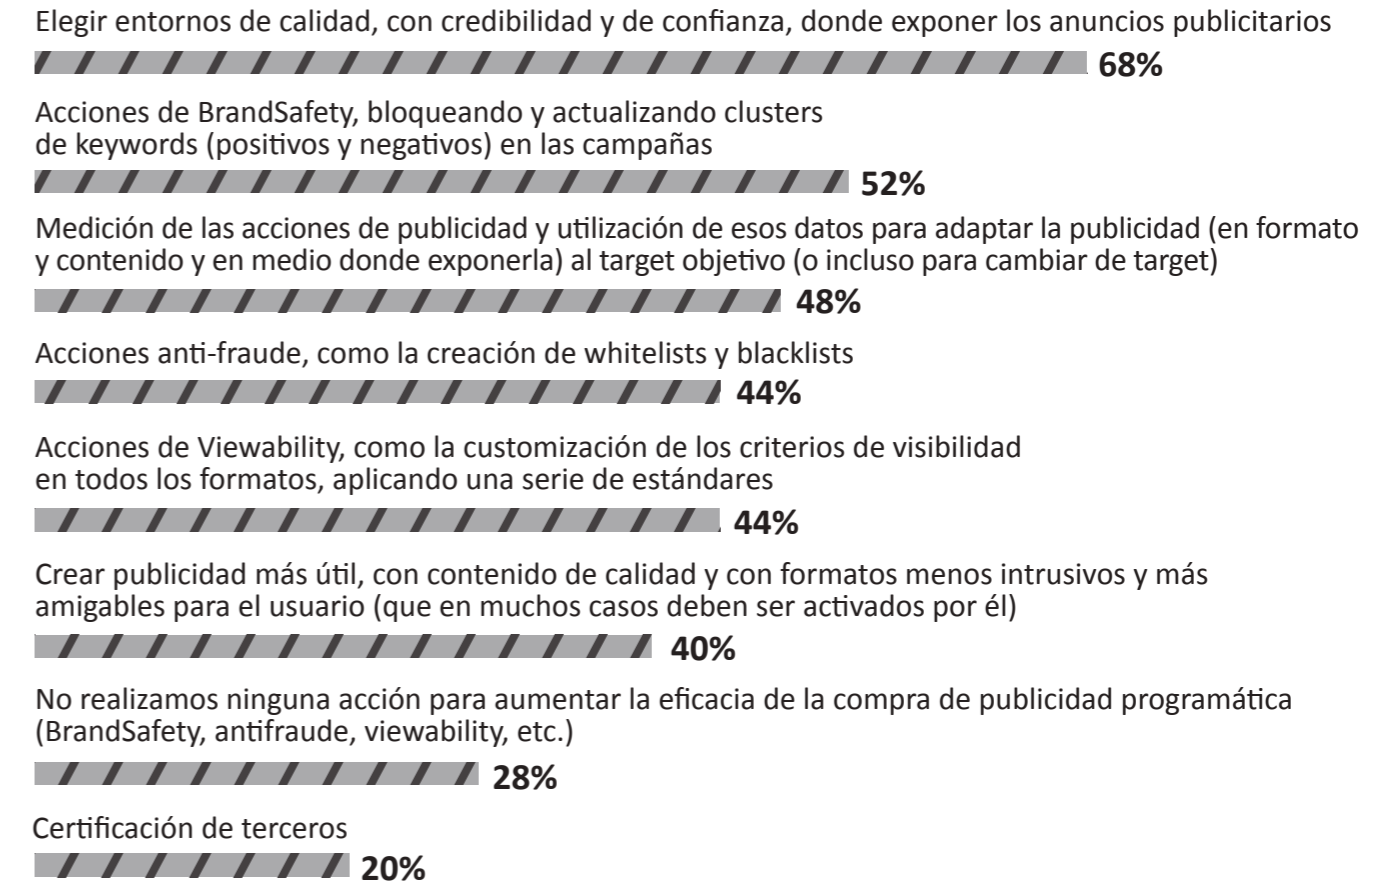 Elegir entornos de calidad, con credibilidad y de confianza, donde exponer los anuncios publicitarios
68%
Acciones de BrandSafety, bloqueando y actualizando clusters
de keywords (positivos y negativos) en las campañas
52%
Medición de las acciones de publicidad y utilización de esos datos para adaptar la publicidad (en formato
y contenido y en medio donde exponerla) al target objetivo (o incluso para cambiar de target)
48%
Acciones anti-fraude, como la creación de whitelists y blacklists
44%
Acciones de Viewability, como la customización de los criterios de visibilidad
en todos los formatos, aplicando una serie de estándares
44%
Crear publicidad más útil, con contenido de calidad y con formatos menos intrusivos y más
amigables para el usuario (que en muchos casos deben ser activados por él)
40%
No realizamos ninguna acción para aumentar la eficacia de la compra de publicidad programática
(BrandSafety, antifraude, viewability, etc.)
28%
Certificación de terceros
20%